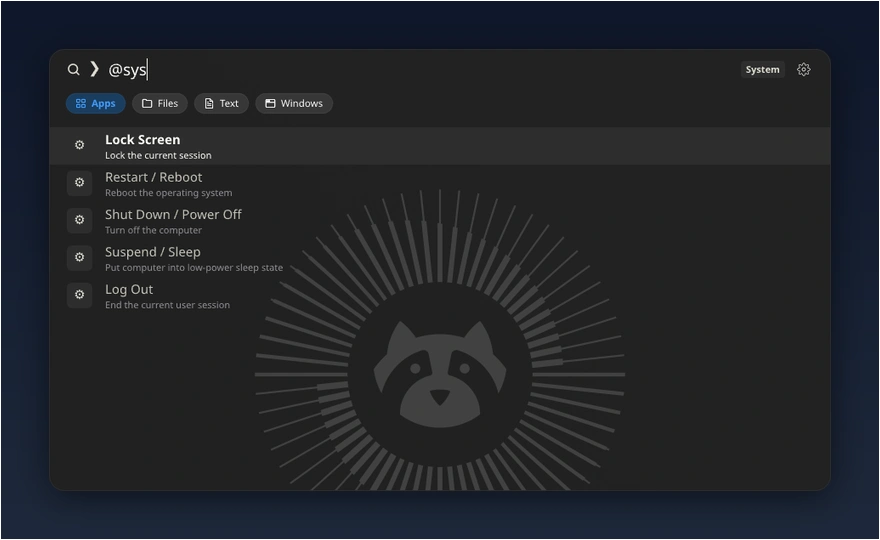 ❯ @sys
System
Apps
Files
Text
Windows
Lock Screen
Lock the current session
Restart / Reboot
Reboot the operating system
Shut Down / Power Off
Turn off the computer
Suspend / Sleep
Put computer into low-power sleep state
Log Out
End the current user session